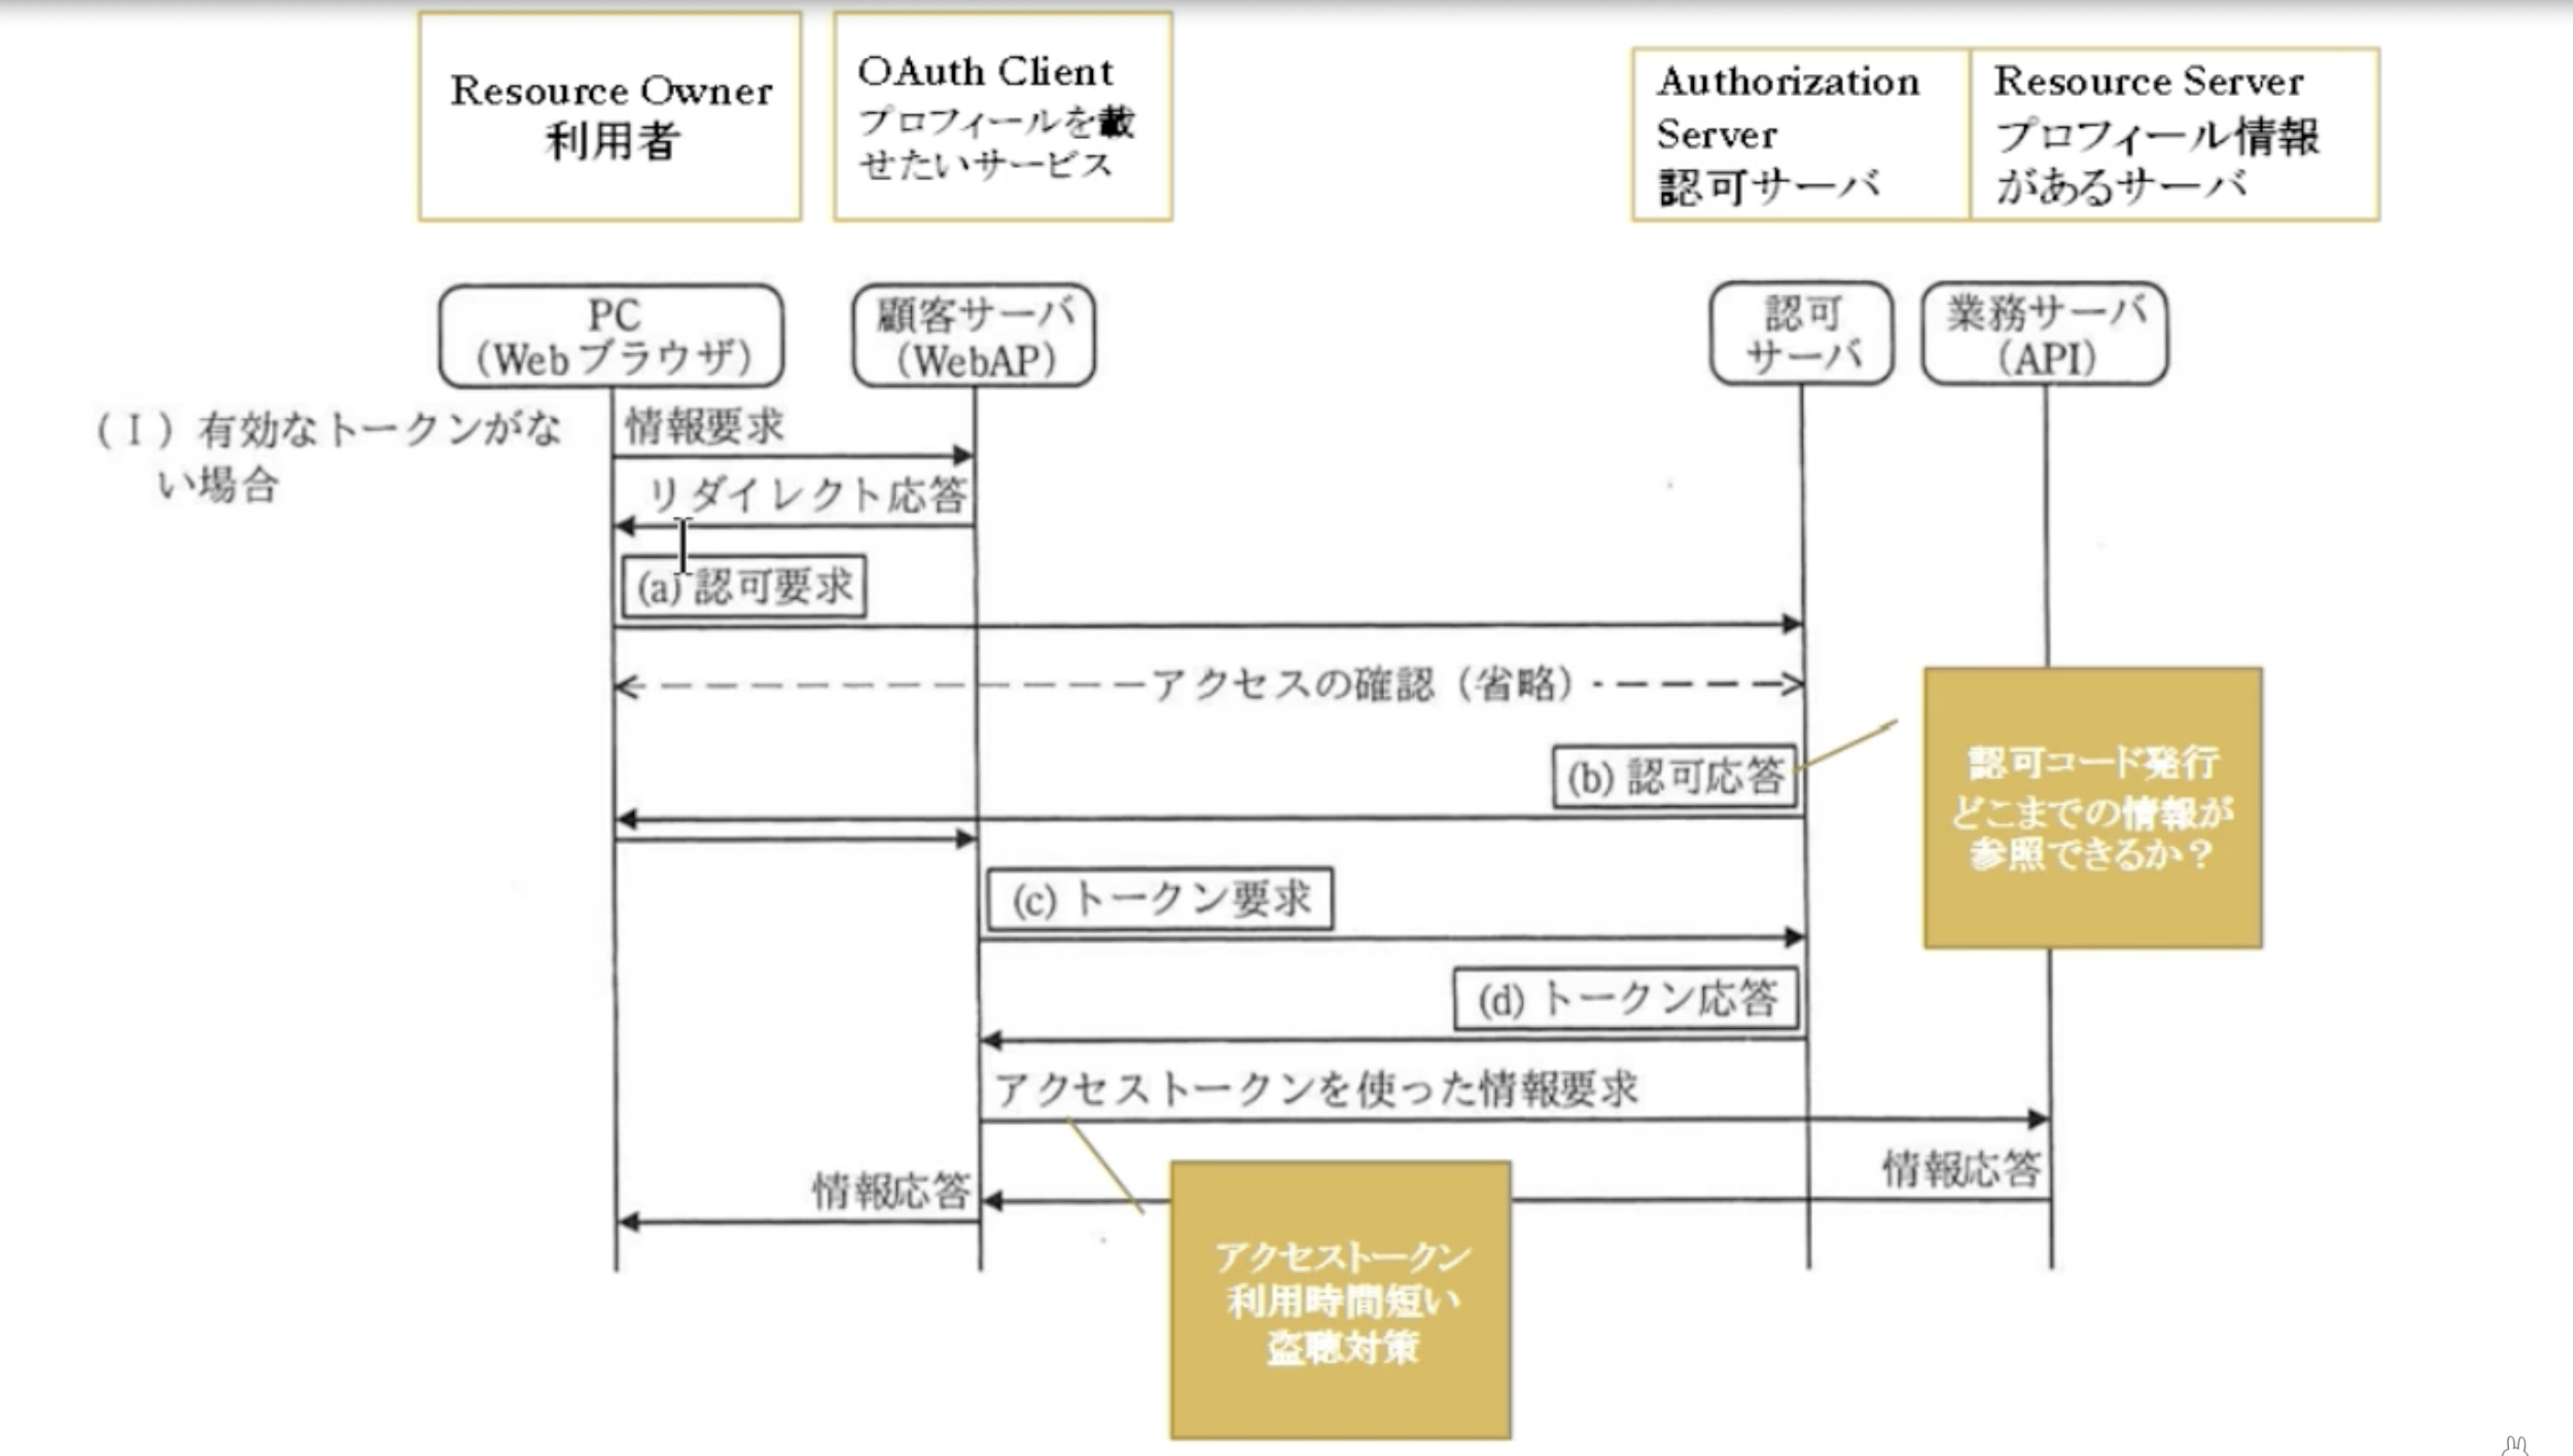 Resource Owner
利用者
OAuth Client
プロフィールを載
せたいサービス
Authorization
Server
認可サーバ
Resource Server
プロフィール情報
があるサーバ
PC
（Webブラウザ）
顧客サーバ
（WebAP）
認可
サーバ
業務サーバ
（API）
（Ⅰ）有効なトークンがな
い場合
情報要求
リダイレクト応答
(a) 認可要求
アクセスの確認（省略）
(b) 認可応答
認可コード発行
どこまでの情報が
参照できるか？
(c) トークン要求
(d) トークン応答
アクセストークンを使った情報要求
情報応答
情報応答
アクセストークン
利用時間短い
盗聴対策